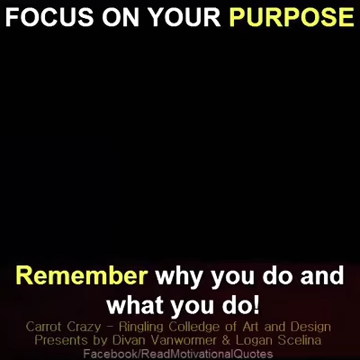 FOCUS ON YOUR PURPOSE
Remember why you do and
what you do!
Carrot Crazy - Ringling Colledge of Art and Design
Presents by Divan Vanwormer & Logan Scelina
Facebook/ReadMotivationalQuotes